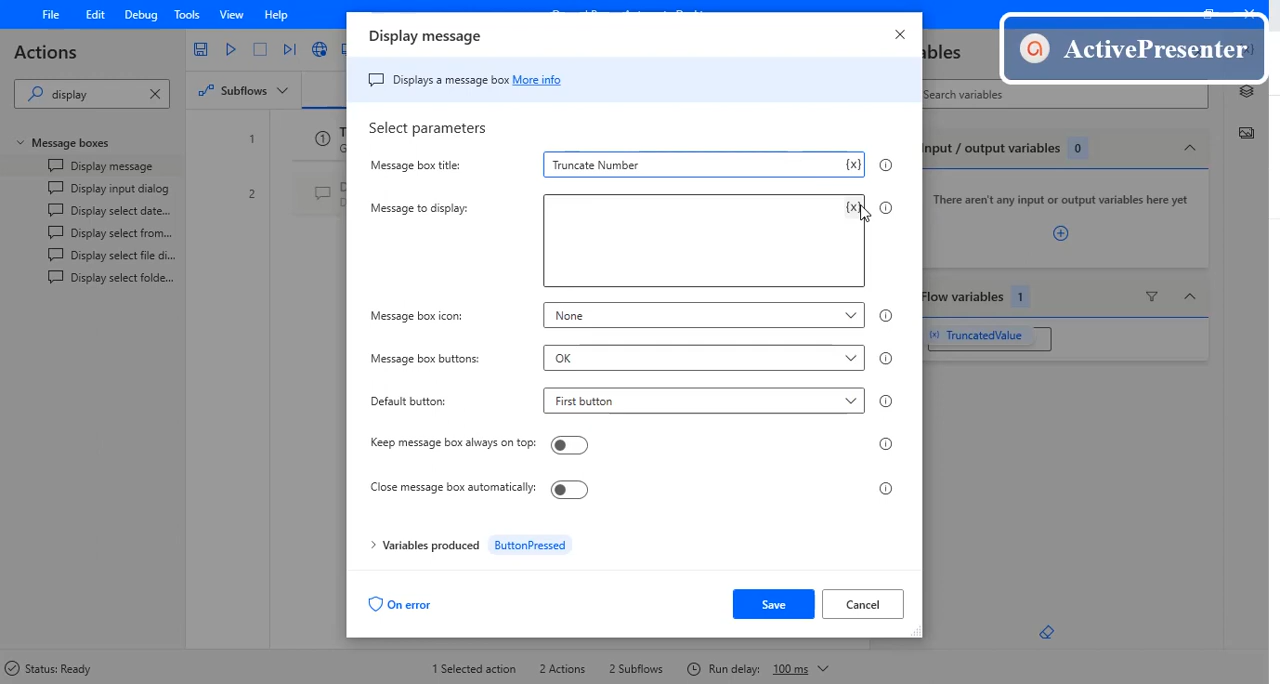 File Edit Debug Tools View Help
Display message
Actions
ables
ActivePresenter
display
Subflows
Displays a message box More info
Search variables
Message boxes
Display message
Display input dialog
Display select date...
Display select from...
Display select file di...
Display select folde...
1
2
Select parameters
Message box title: Truncate Number {x}
Message to display: {x}
Message box icon: None
Message box buttons: OK
Default button: First button
Keep message box always on top:
Close message box automatically:
Variables produced ButtonPressed
On error
Save Cancel
Input / output variables 0
There aren't any input or output variables here yet
Flow variables 1
TruncatedValue
Status: Ready 1 Selected action 2 Actions 2 Subflows Run delay: 100 ms